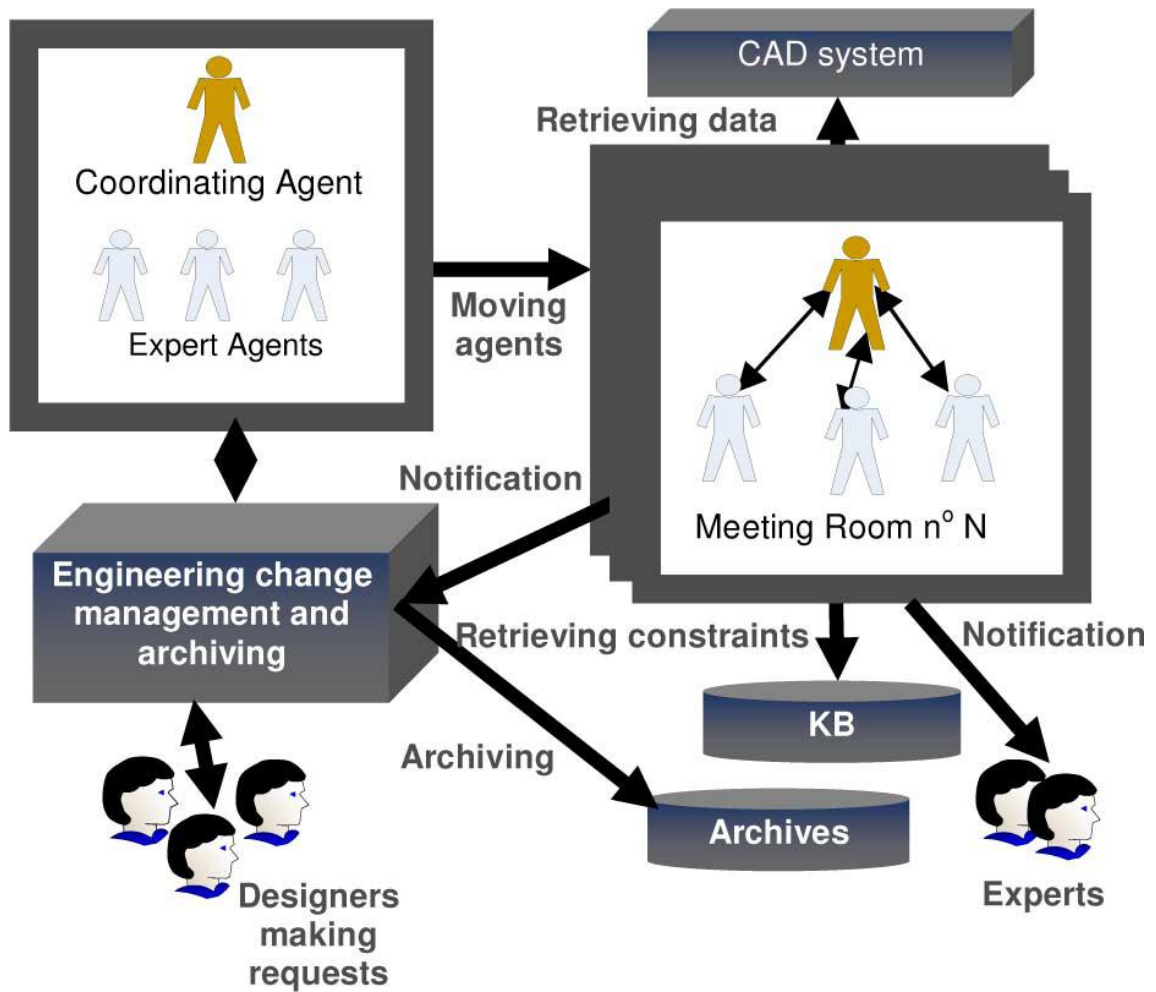 CAD system
Retrieving data
Coordinating Agent
Expert Agents
Moving
agents
Meeting Room nº N
Notification
Engineering change
management and
archiving
Retrieving constraints
Notification
KB
Archiving
Archives
Experts
Designers
making
requests